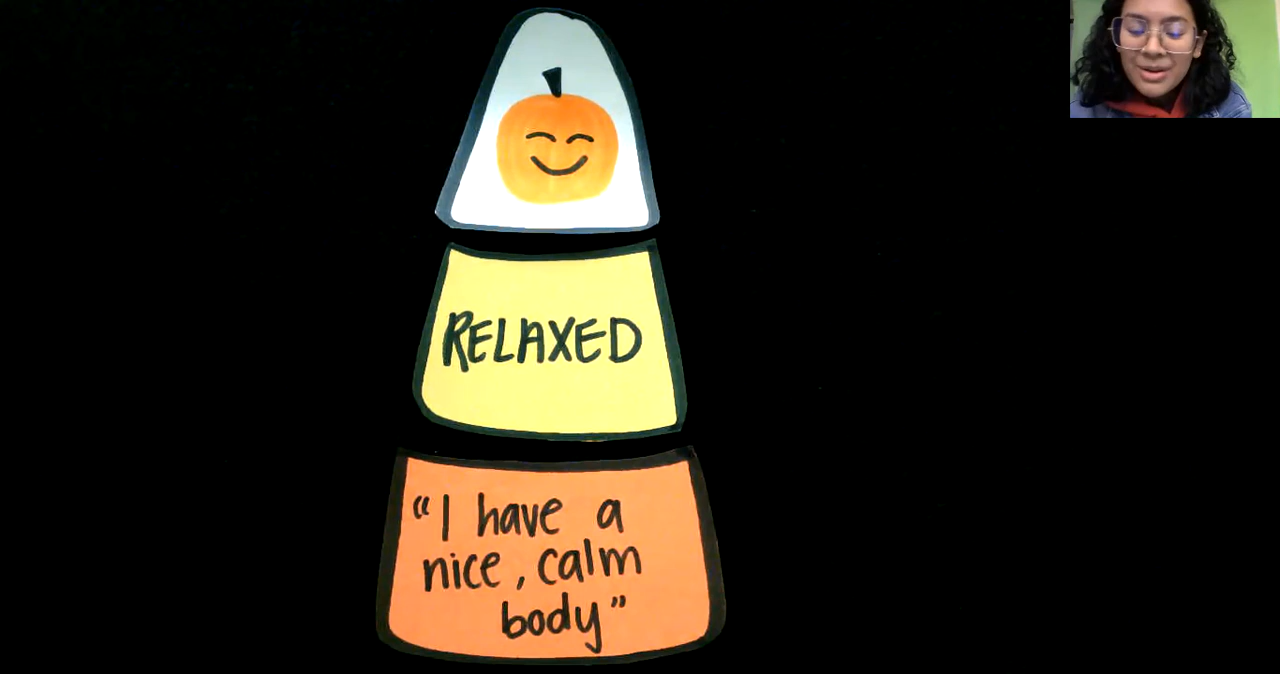 RELAXED
“I have a
nice, calm
body”